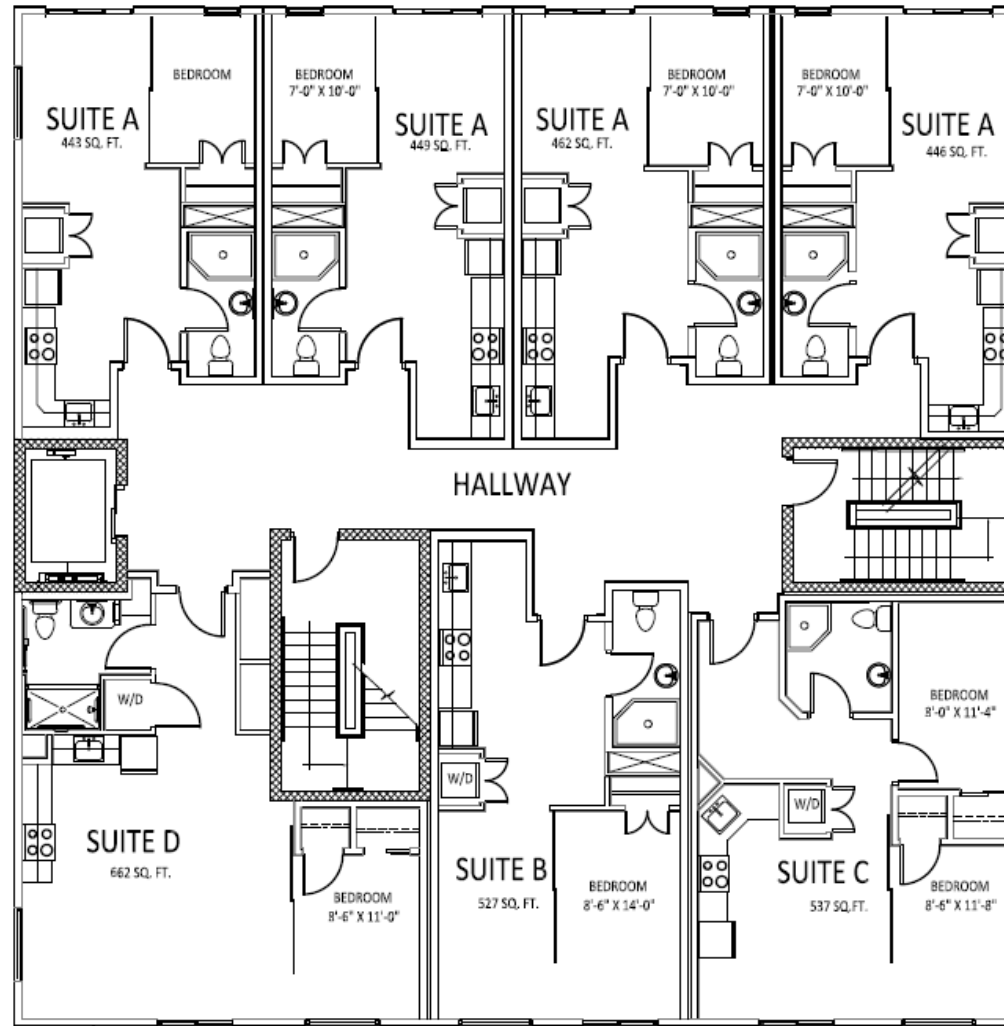 BEDROOM
SUITE A
443 SQ. FT.
BEDROOM
7'-0" X 10'-0"
SUITE A
449 SQ. FT.
SUITE A
462 SQ. FT.
BEDROOM
7'-0" X 10'-0"
BEDROOM
7'-0" X 10'-0"
SUITE A
446 SQ. FT.
HALLWAY
W/D
SUITE D
662 SQ. FT.
BEDROOM
8'-6" X 11'-0"
W/D
SUITE B
527 SQ. FT.
BEDROOM
8'-6" X 14'-0"
BEDROOM
8'-0" X 11'-4"
W/D
SUITE C
537 SQ.FT.
BEDROOM
8'-6" X 11'-8"